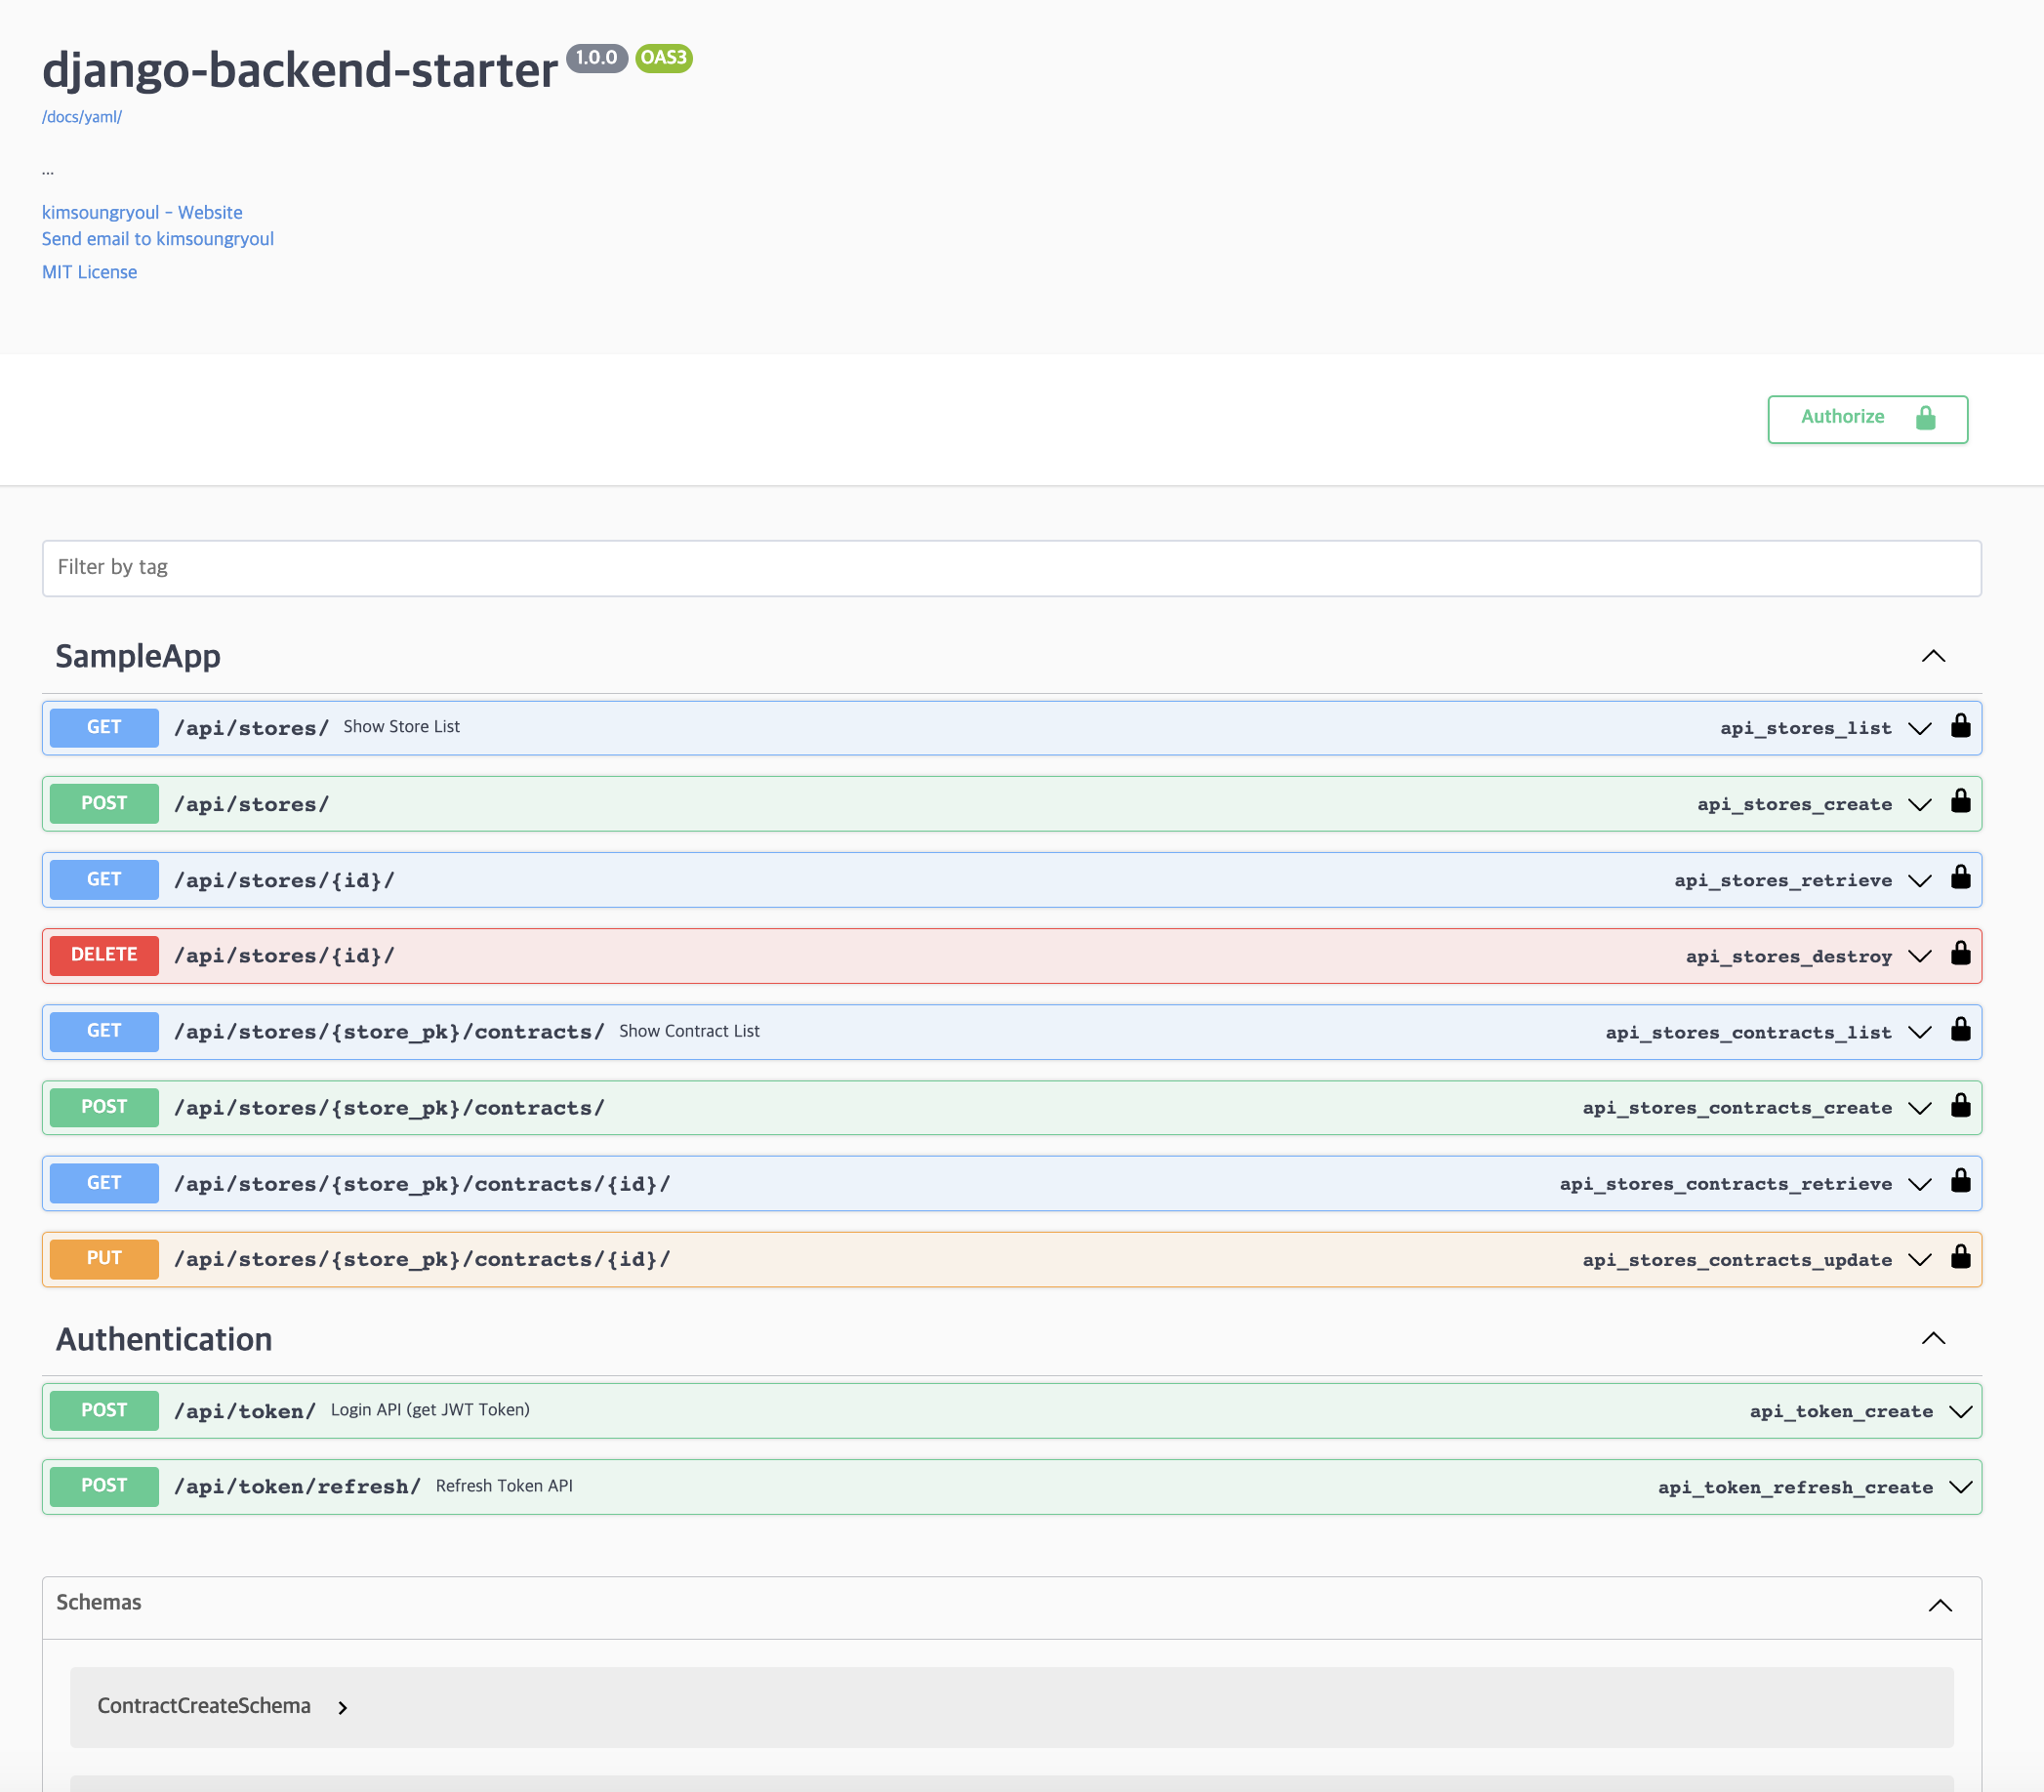 django-backend-starter 1.0.0 OAS3
/docs/yaml/
...
kimsoungryoul - Website
Send email to kimsoungryoul
MIT License
Authorize
Filter by tag
SampleApp
GET /api/stores/ Show Store List api_stores_list
POST /api/stores/ api_stores_create
GET /api/stores/{id}/ api_stores_retrieve
DELETE /api/stores/{id}/ api_stores_destroy
GET /api/stores/{store_pk}/contracts/ Show Contract List api_stores_contracts_list
POST /api/stores/{store_pk}/contracts/ api_stores_contracts_create
GET /api/stores/{store_pk}/contracts/{id}/ api_stores_contracts_retrieve
PUT /api/stores/{store_pk}/contracts/{id}/ api_stores_contracts_update
Authentication
POST /api/token/ Login API (get JWT Token) api_token_create
POST /api/token/refresh/ Refresh Token API api_token_refresh_create
Schemas
ContractCreateSchema